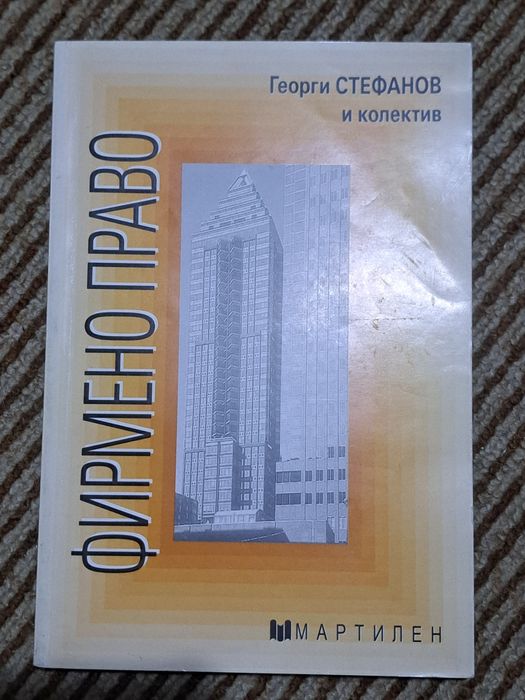 Георги СТЕФАНОВ
и колектив
ФИРМЕНО ПРАВО
МАРТИЛЕН